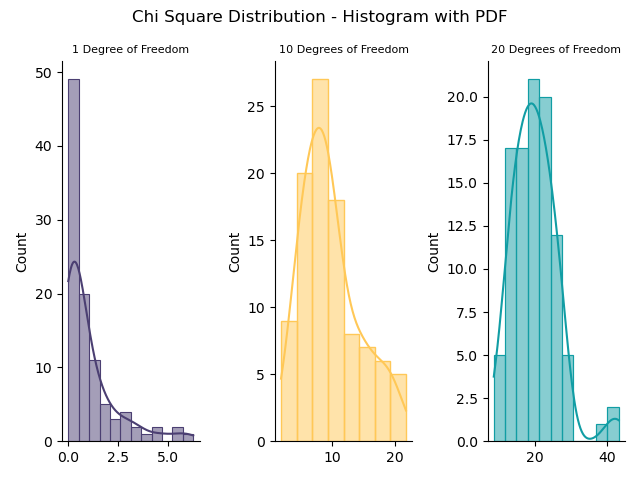 Chi Square Distribution - Histogram with PDF
1 Degree of Freedom
10 Degrees of Freedom
20 Degrees of Freedom
Count
50
40
30
20
10
0
0.0 2.5 5.0
Count
25
20
15
10
5
0
10 20
Count
20.0
17.5
15.0
12.5
10.0
7.5
5.0
2.5
0.0
20 40